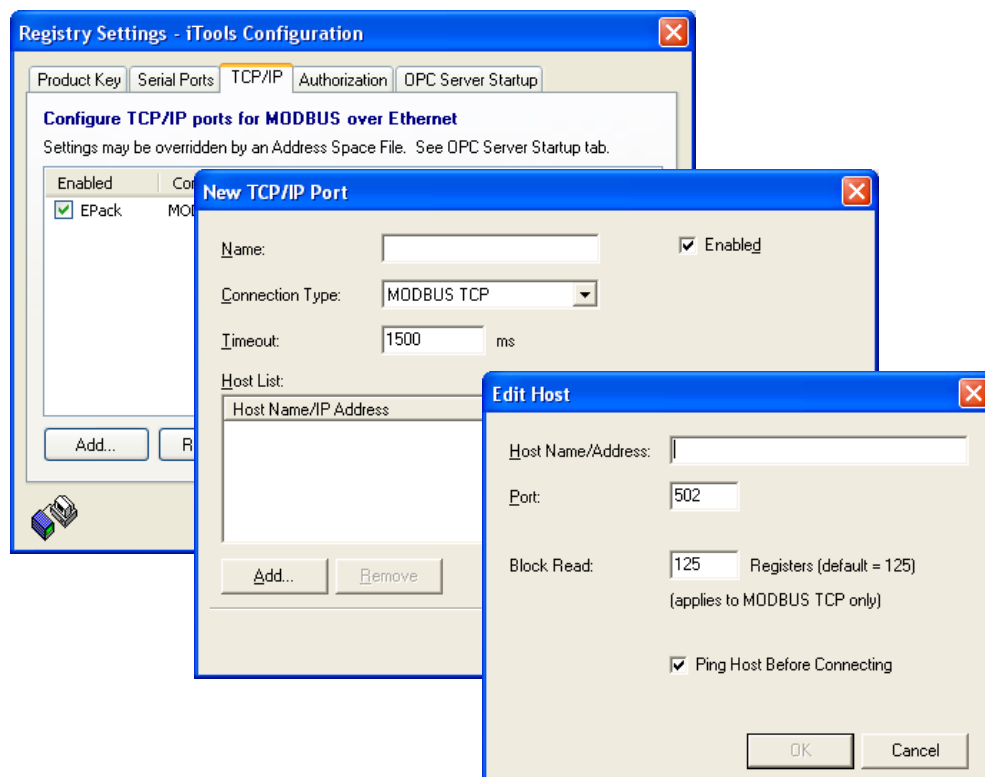 Registry Settings - iTools Configuration
Product Key Serial Ports TCP/IP Authorization OPC Server Startup
Configure TCP/IP ports for MODBUS over Ethernet
Settings may be overridden by an Address Space File. See OPC Server Startup tab.
Enabled
EPack
Add...
New TCP/IP Port
Name:
Enabled
Connection Type: MODBUS TCP
Timeout: 1500 ms
Host List:
Host Name/IP Address
Add... Remove
Edit Host
Host Name/Address:
Port: 502
Block Read: 125 Registers (default = 125)
(applies to MODBUS TCP only)
Ping Host Before Connecting
OK Cancel